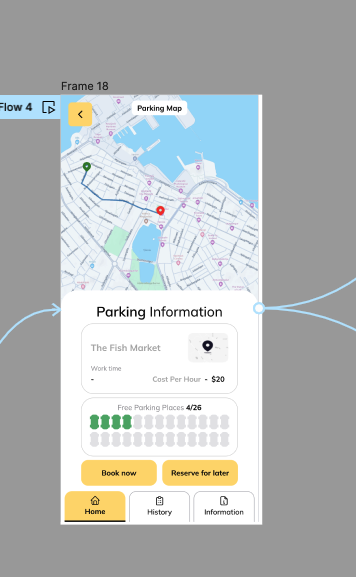 Frame 18
Flow 4
Parking Map
Parking Information
The Fish Market
Work time
- Cost Per Hour - $20
Free Parking Places 4/26
Book now Reserve for later
Home History Information